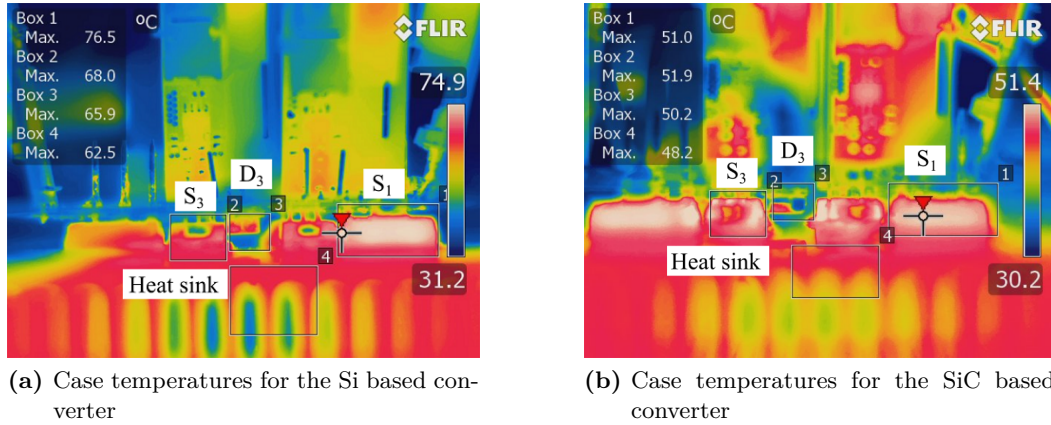 Box 1
Max. 76.5
Box 2
Max. 68.0
Box 3
Max. 65.9
Box 4
Max. 62.5
ºC
FLIR
74.9
D3
S3
S1
1
2
3
4
Heat sink
31.2
(a) Case temperatures for the Si based con-
verter
Box 1
Max. 51.0
Box 2
Max. 51.9
Box 3
Max. 50.2
Box 4
Max. 48.2
ºC
FLIR
51.4
D3
S3
S1
1
2
3
4
Heat sink
30.2
(b) Case temperatures for the SiC based
converter